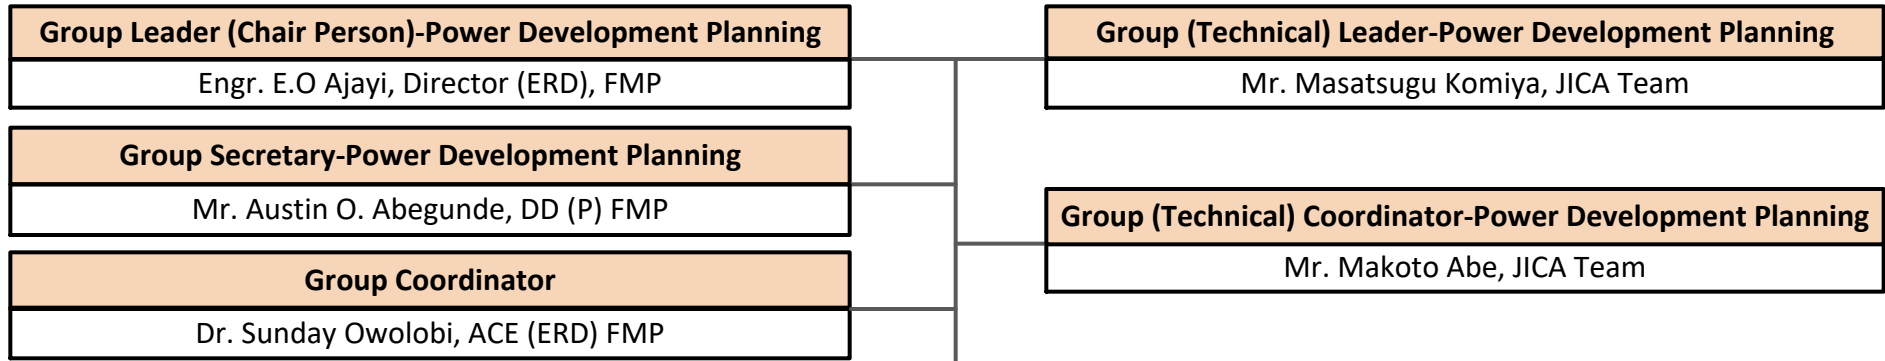 Group Leader (Chair Person)-Power Development Planning
Engr. E.O Ajayi, Director (ERD), FMP
Group Secretary-Power Development Planning
Mr. Austin O. Abegunde, DD (P) FMP
Group Coordinator
Dr. Sunday Owolobi, ACE (ERD) FMP
Group (Technical) Leader-Power Development Planning
Mr. Masatsugu Komiya, JICA Team
Group (Technical) Coordinator-Power Development Planning
Mr. Makoto Abe, JICA Team